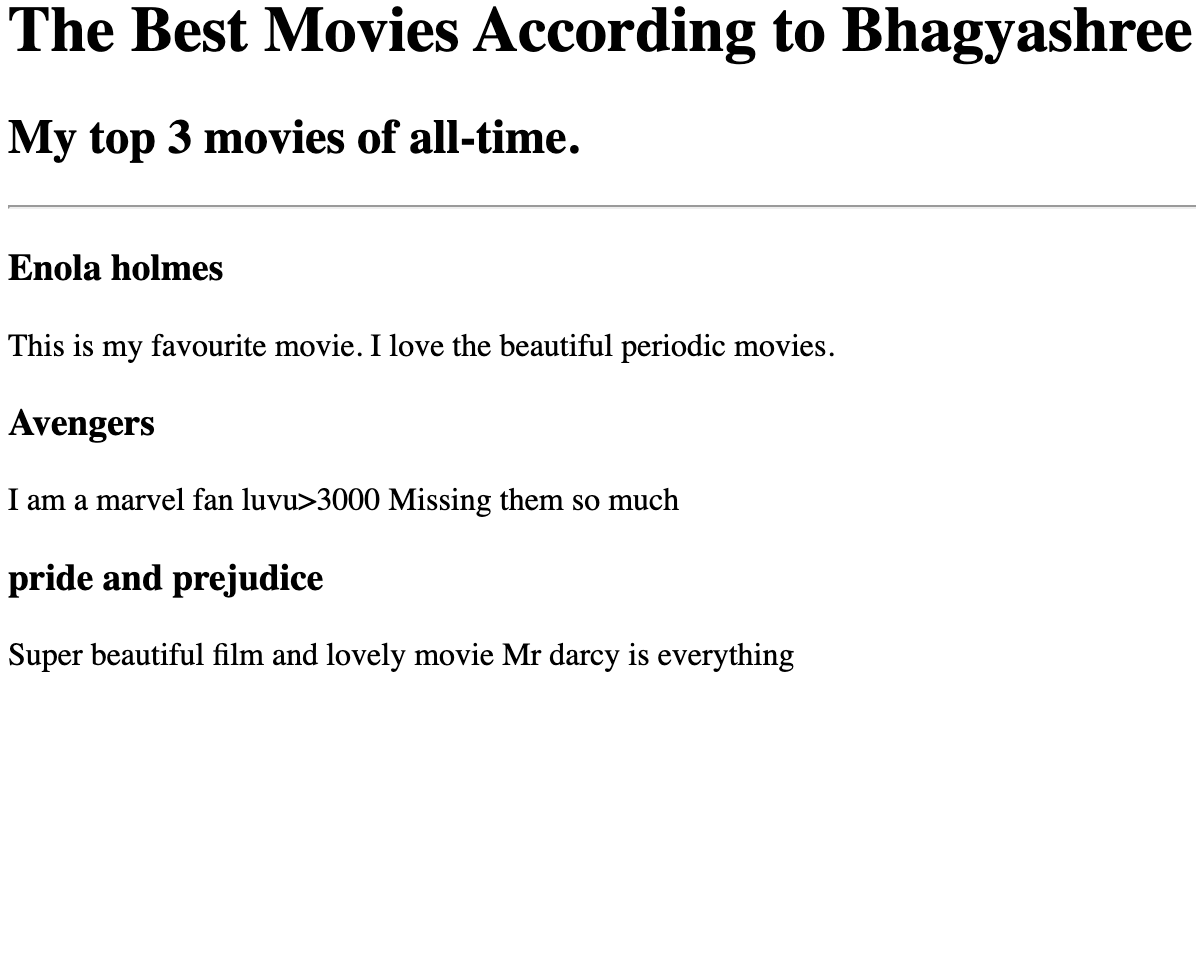 The Best Movies According to Bhagyashree
My top 3 movies of all-time.
Enola holmes
This is my favourite movie. I love the beautiful periodic movies.
Avengers
I am a marvel fan luvu>3000 Missing them so much
pride and prejudice
Super beautiful film and lovely movie Mr darcy is everything